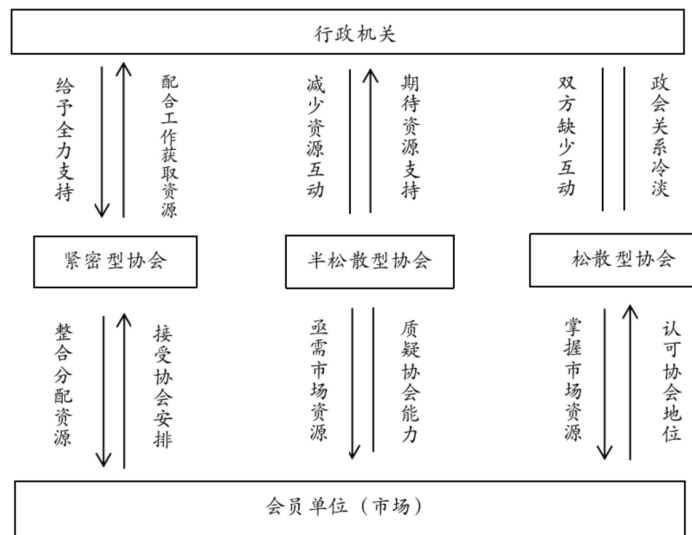 行政机关
给予全力支持
配合工作获取资源
减少资源互动
期待资源支持
双方缺少互动
政会关系冷淡
紧密型协会
半松散型协会
松散型协会
整合分配资源
接受协会安排
亟需市场资源
质疑协会能力
掌握市场资源
认可协会地位
会员单位（市场）